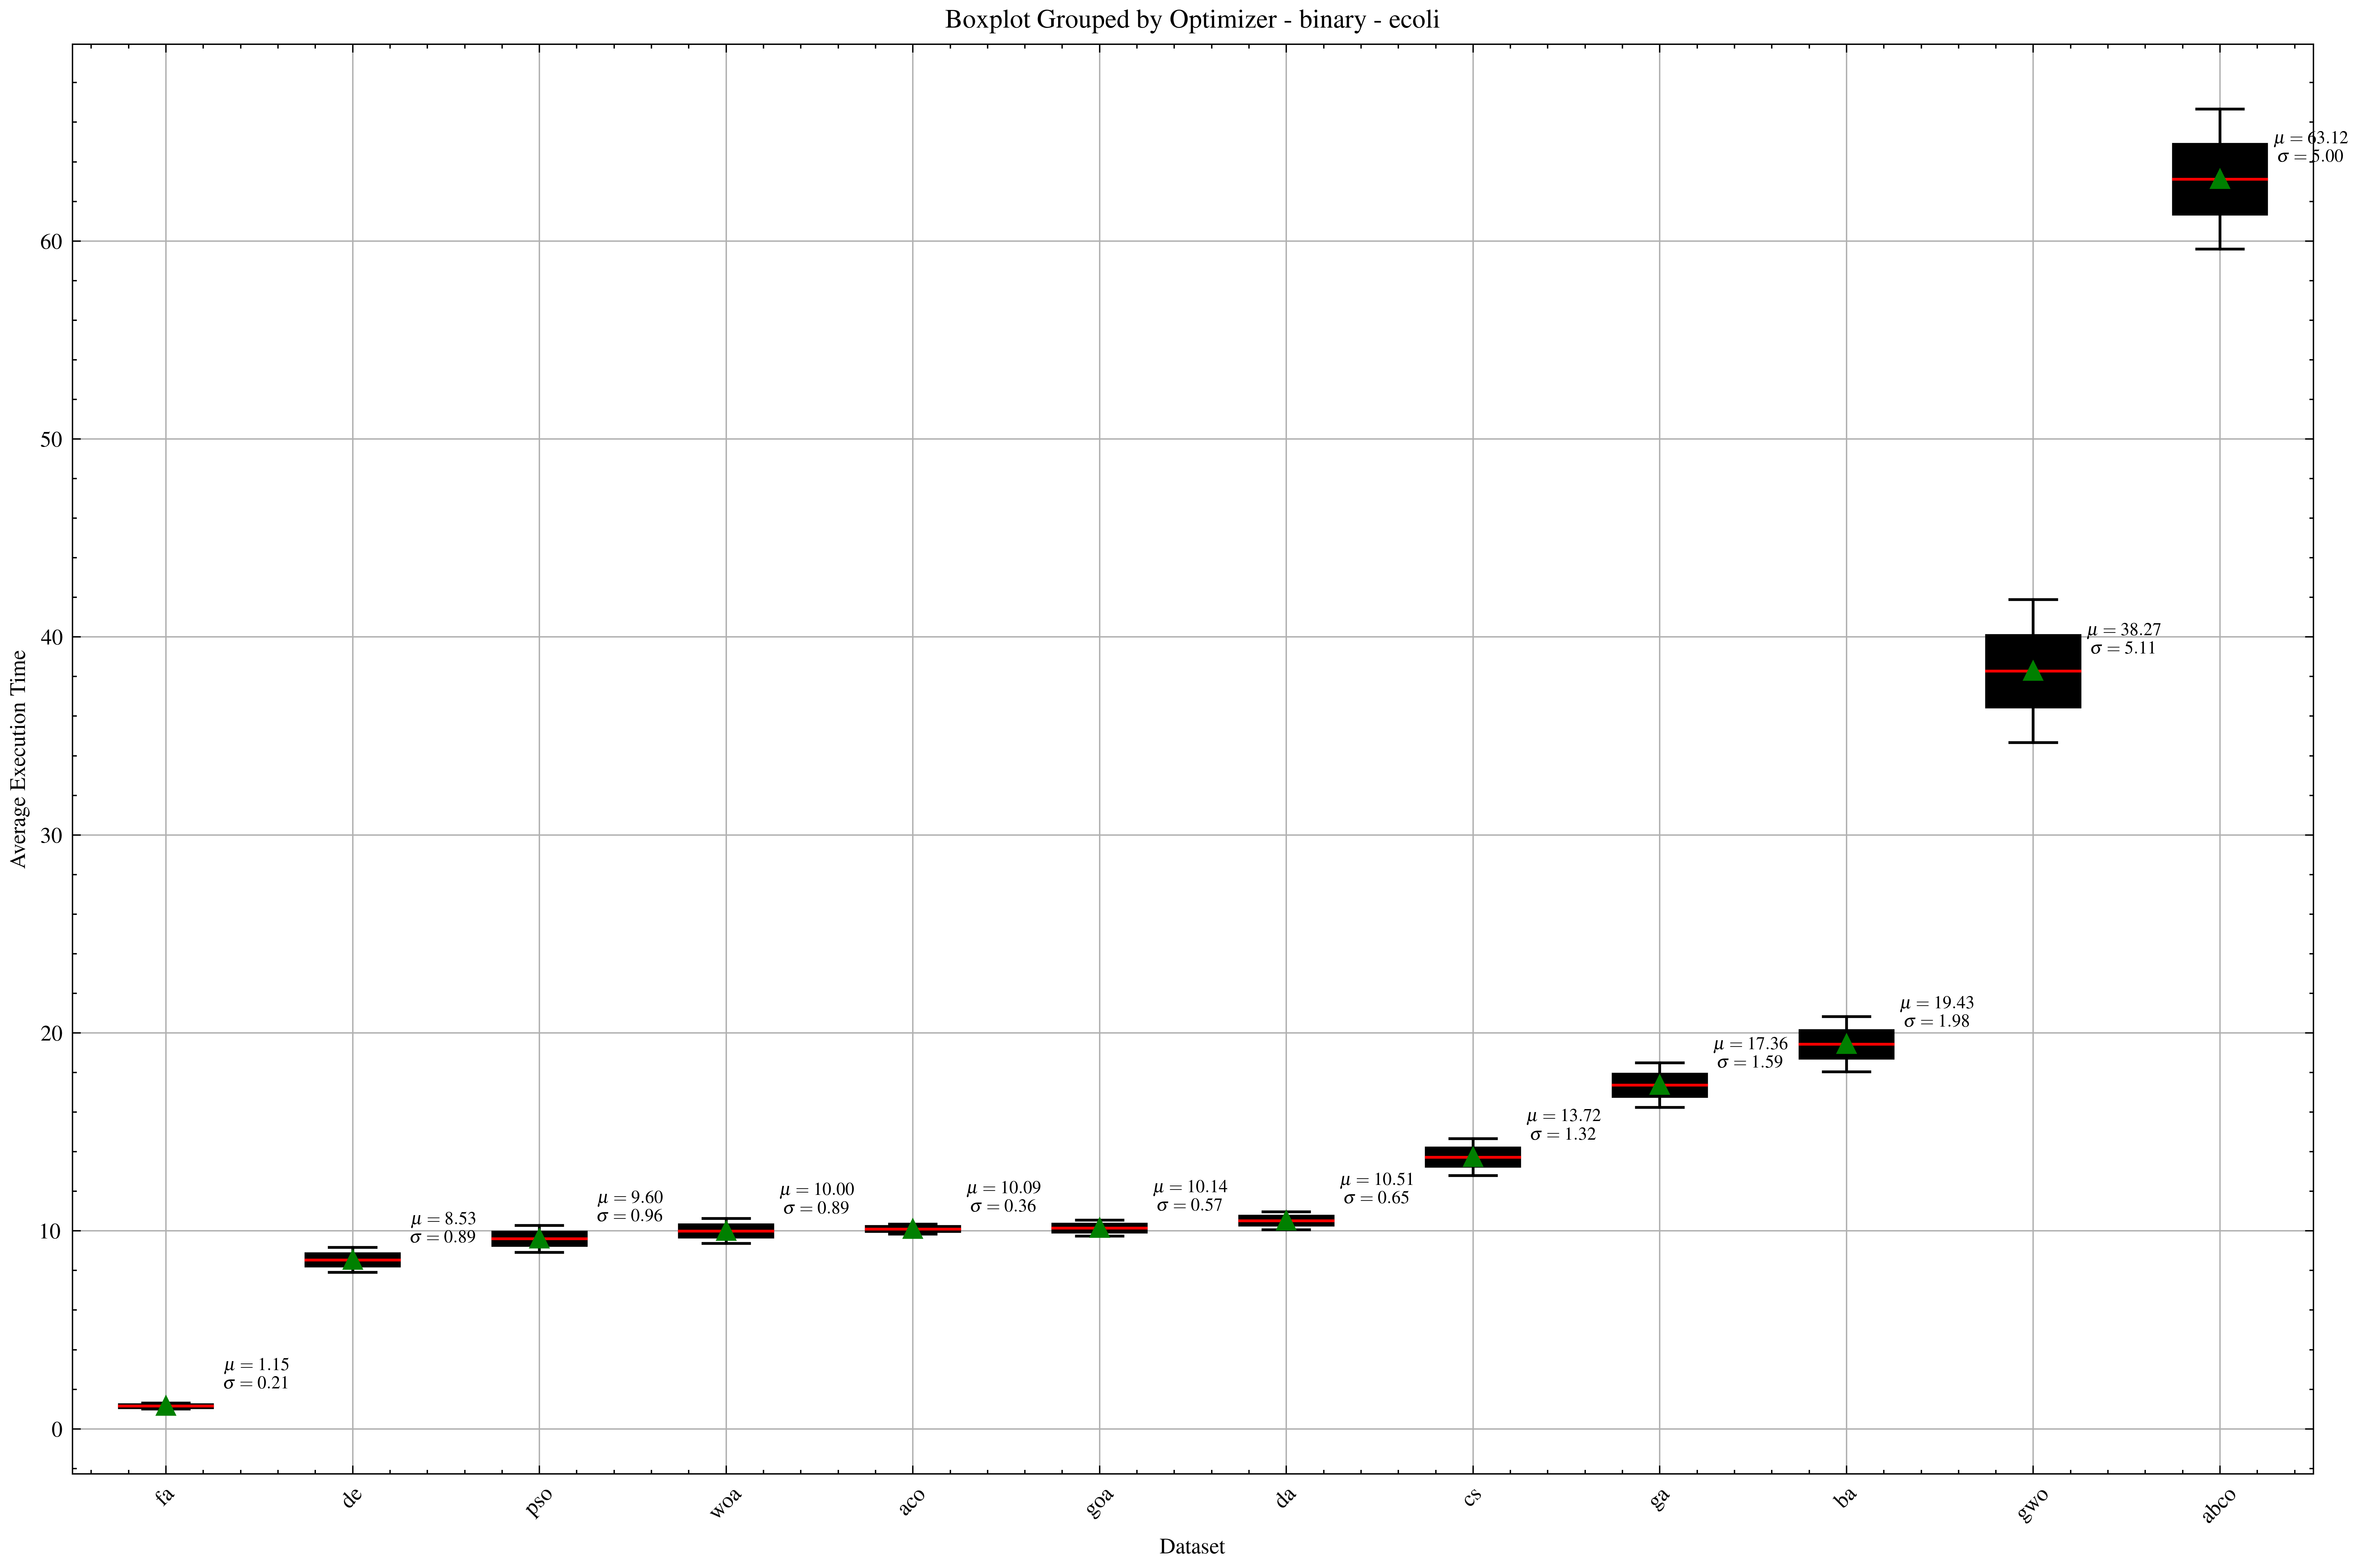 Boxplot Grouped by Optimizer - binary - ecoli
Average Execution Time
60
50
40
30
20
10
0
μ = 1.15
σ = 0.21
μ = 8.53
σ = 0.89
μ = 9.60
σ = 0.96
μ = 10.00
σ = 0.89
μ = 10.09
σ = 0.36
μ = 10.14
σ = 0.57
μ = 10.51
σ = 0.65
μ = 13.72
σ = 1.32
μ = 17.36
σ = 1.59
μ = 19.43
σ = 1.98
μ = 38.27
σ = 5.11
μ = 63.12
σ = 5.00
fa
de
pso
woa
aco
goa
da
cs
ga
ba
gwo
abco
Dataset